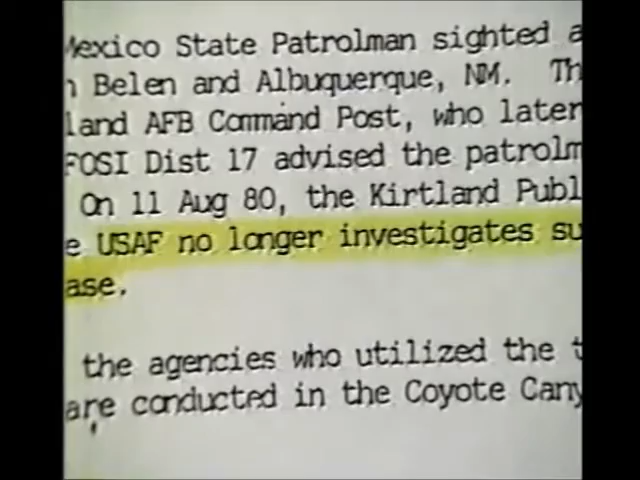 Mexico State Patrolman sighted a
n Belen and Albuquerque, NM. Th
land AFB Command Post, who later
FOSI Dist 17 advised the patrolm
On 11 Aug 80, the Kirtland Publ
e USAF no longer investigates su
ase.
the agencies who utilized the t
are conducted in the Coyote Cany